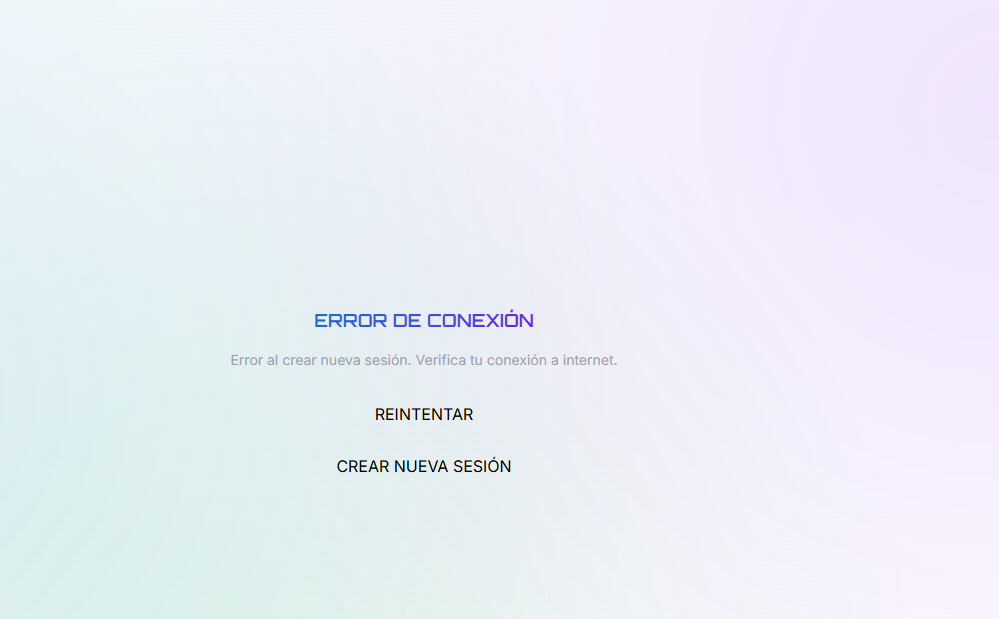 ERROR DE CONEXIÓN
Error al crear nueva sesión. Verifica tu conexión a internet.
REINTENTAR
CREAR NUEVA SESIÓN